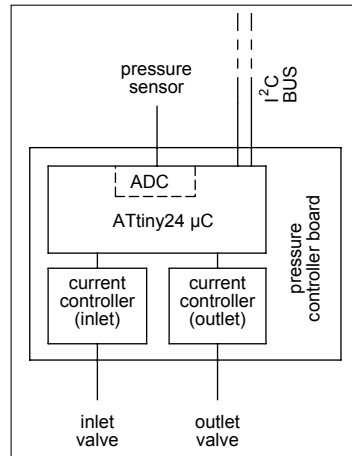 pressure
sensor
I²C
BUS
ADC
ATtiny24 µC
current
controller
(inlet)
current
controller
(outlet)
pressure
controller board
inlet
valve
outlet
valve